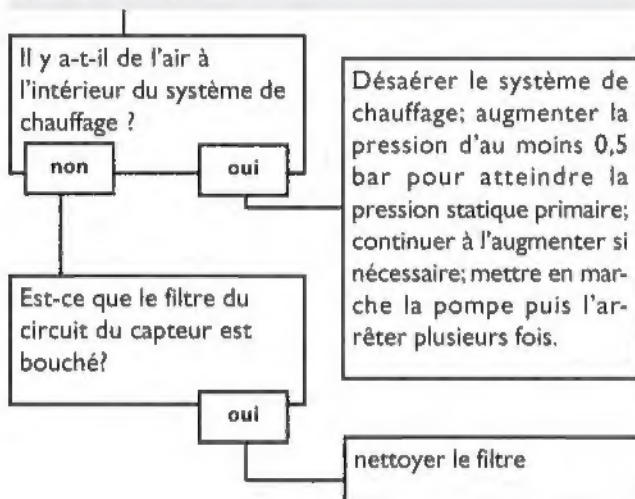 Il y a-t-il de l'air à
l'intérieur du système de
chauffage ?
non
oui
Désaérer le système de
chauffage; augmenter la
pression d'au moins 0,5
bar pour atteindre la
pression statique primaire;
continuer à l'augmenter si
nécessaire; mettre en mar-
che la pompe puis l'ar-
rêter plusieurs fois.
Est-ce que le filtre du
circuit du capteur est
bouché?
oui
nettoyer le filtre